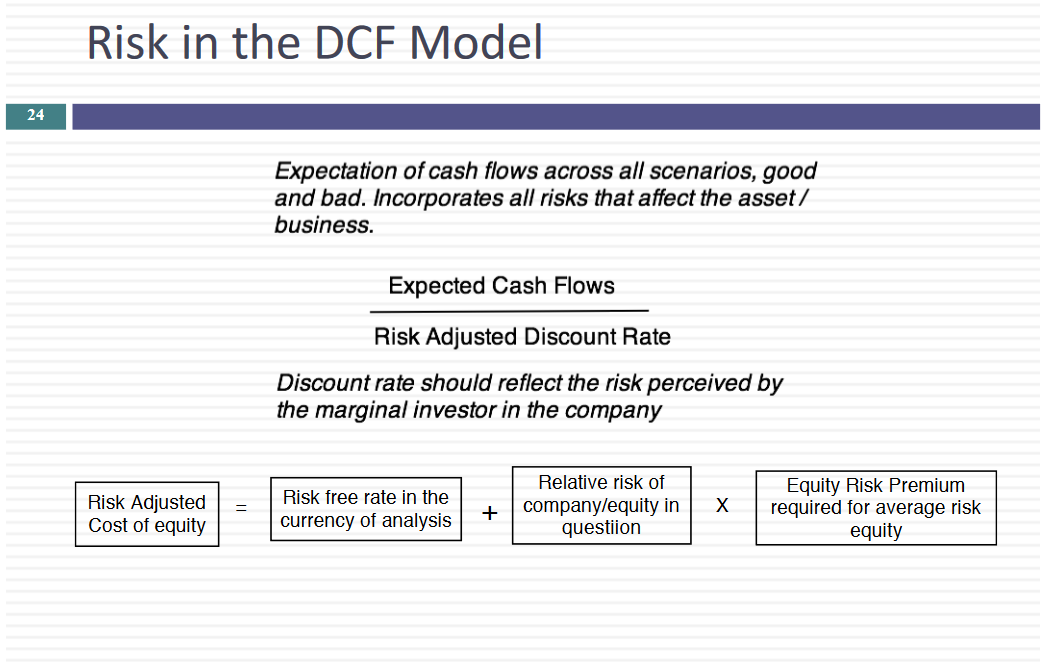 Risk in the DCF Model
24
Expectation of cash flows across all scenarios, good
and bad. Incorporates all risks that affect the asset /
business.
Expected Cash Flows
Risk Adjusted Discount Rate
Discount rate should reflect the risk perceived by
the marginal investor in the company
Risk Adjusted
Cost of equity
=
Risk free rate in the
currency of analysis
+
Relative risk of
company/equity in
questiion
X
Equity Risk Premium
required for average risk
equity